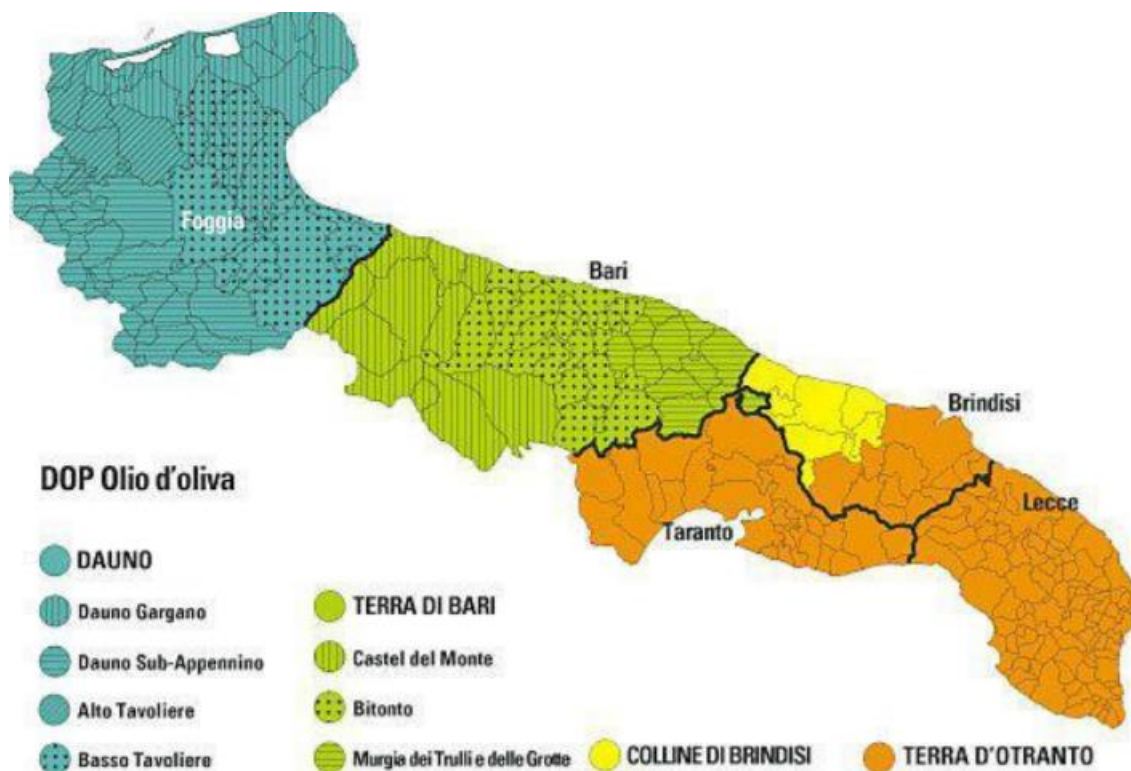 Foggia
Bari
Brindisi
Lecce
Taranto
DOP Olio d'oliva
DAUNO
Dauno Gargano
Dauno Sub-Appennino
Alto Tavoliere
Basso Tavoliere
TERRA DI BARI
Castel del Monte
Bitonto
Murgia dei Trulli e delle Grotte
COLLINE DI BRINDISI
TERRA D'OTRANTO